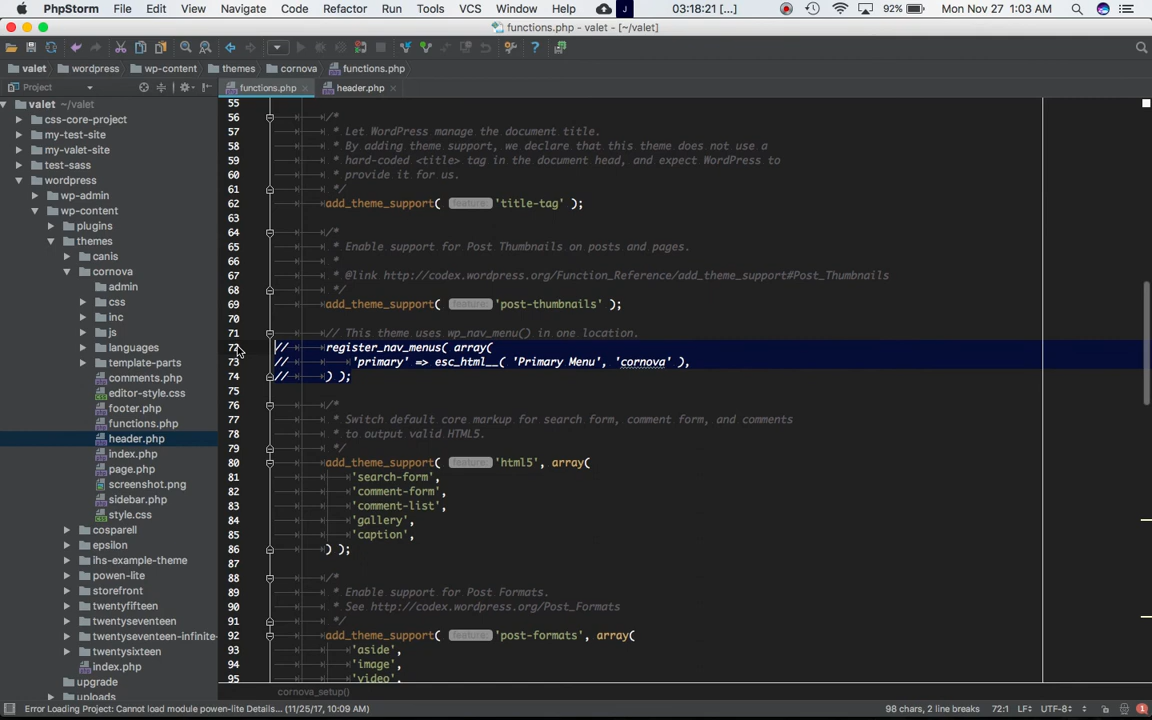 PhpStorm File Edit View Navigate Code Refactor Run Tools VCS Window Help J 03:18:21 [...] 92% Mon Nov 27 1:03 AM
functions.php - valet - [~/valet]
valet wordpress wp-content themes cornova functions.php
Project functions.php header.php
valet ~/valet
css-core-project
my-test-site
my-valet-site
test-sass
wordpress
wp-admin
wp-content
plugins
themes
canis
cornova
admin
css
inc
js
languages
template-parts
comments.php
editor-style.css
footer.php
functions.php
header.php
index.php
page.php
screenshot.png
sidebar.php
style.css
cosparell
epsilon
ihs-example-theme
powen-lite
storefront
twentyfifteen
twentyseventeen
twentyseventeen-infinite-
twentysixteen
index.php
upgrade
uploads
55
56 /*
57 * Let WordPress manage the document title.
58 * By adding theme support, we declare that this theme does not use a
59 * hard-coded <title> tag in the document head, and expect WordPress to
60 * provide it for us.
61 */
62 add_theme_support( feature: 'title-tag' );
63
64 /*
65 * Enable support for Post Thumbnails on posts and pages.
66 *
67 * @link http://codex.wordpress.org/Function_Reference/add_theme_support#Post_Thumbnails
68 */
69 add_theme_support( feature: 'post-thumbnails' );
70
71 // This theme uses wp_nav_menu() in one location.
72 // register_nav_menus( array(
73 // 'primary' => esc_html__( 'Primary Menu', 'cornova' ),
74 // ) );
75
76 /*
77 * Switch default core markup for search form, comment form, and comments
78 * to output valid HTML5.
79 */
80 add_theme_support( feature: 'html5', array(
81 'search-form',
82 'comment-form',
83 'comment-list',
84 'gallery',
85 'caption',
86 ) );
87
88 /*
89 * Enable support for Post Formats.
90 * See http://codex.wordpress.org/Post_Formats
91 */
92 add_theme_support( feature: 'post-formats', array(
93 'aside',
94 'image',
95 'video',
cornova_setup()
Error Loading Project: Cannot load module powen-lite Details... (11/25/17, 10:09 AM) 98 chars, 2 line breaks 72:1 LF÷ UTF-8÷ 1